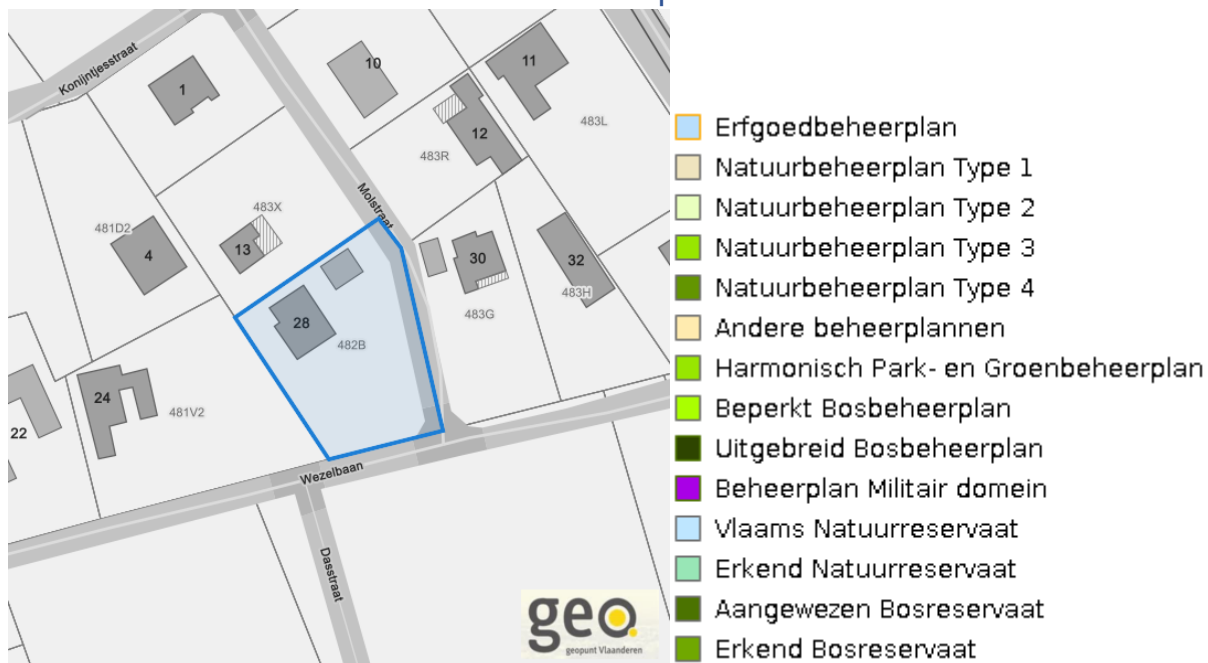 Konijntjesstraat
1
10
11
483L
12
483R
Molstraat
483X
481D2
13
4
30
32
483H
483G
28
482B
24
481V2
22
Wezelbaan
Dasstraat
geo.
geopunt Vlaanderen
Erfgoedbeheerplan
Natuurbeheerplan Type 1
Natuurbeheerplan Type 2
Natuurbeheerplan Type 3
Natuurbeheerplan Type 4
Andere beheerplannen
Harmonisch Park- en Groenbeheerplan
Beperkt Bosbeheerplan
Uitgebreid Bosbeheerplan
Beheerplan Militair domein
Vlaams Natuurreservaat
Erkend Natuurreservaat
Aangewezen Bosreservaat
Erkend Bosreservaat